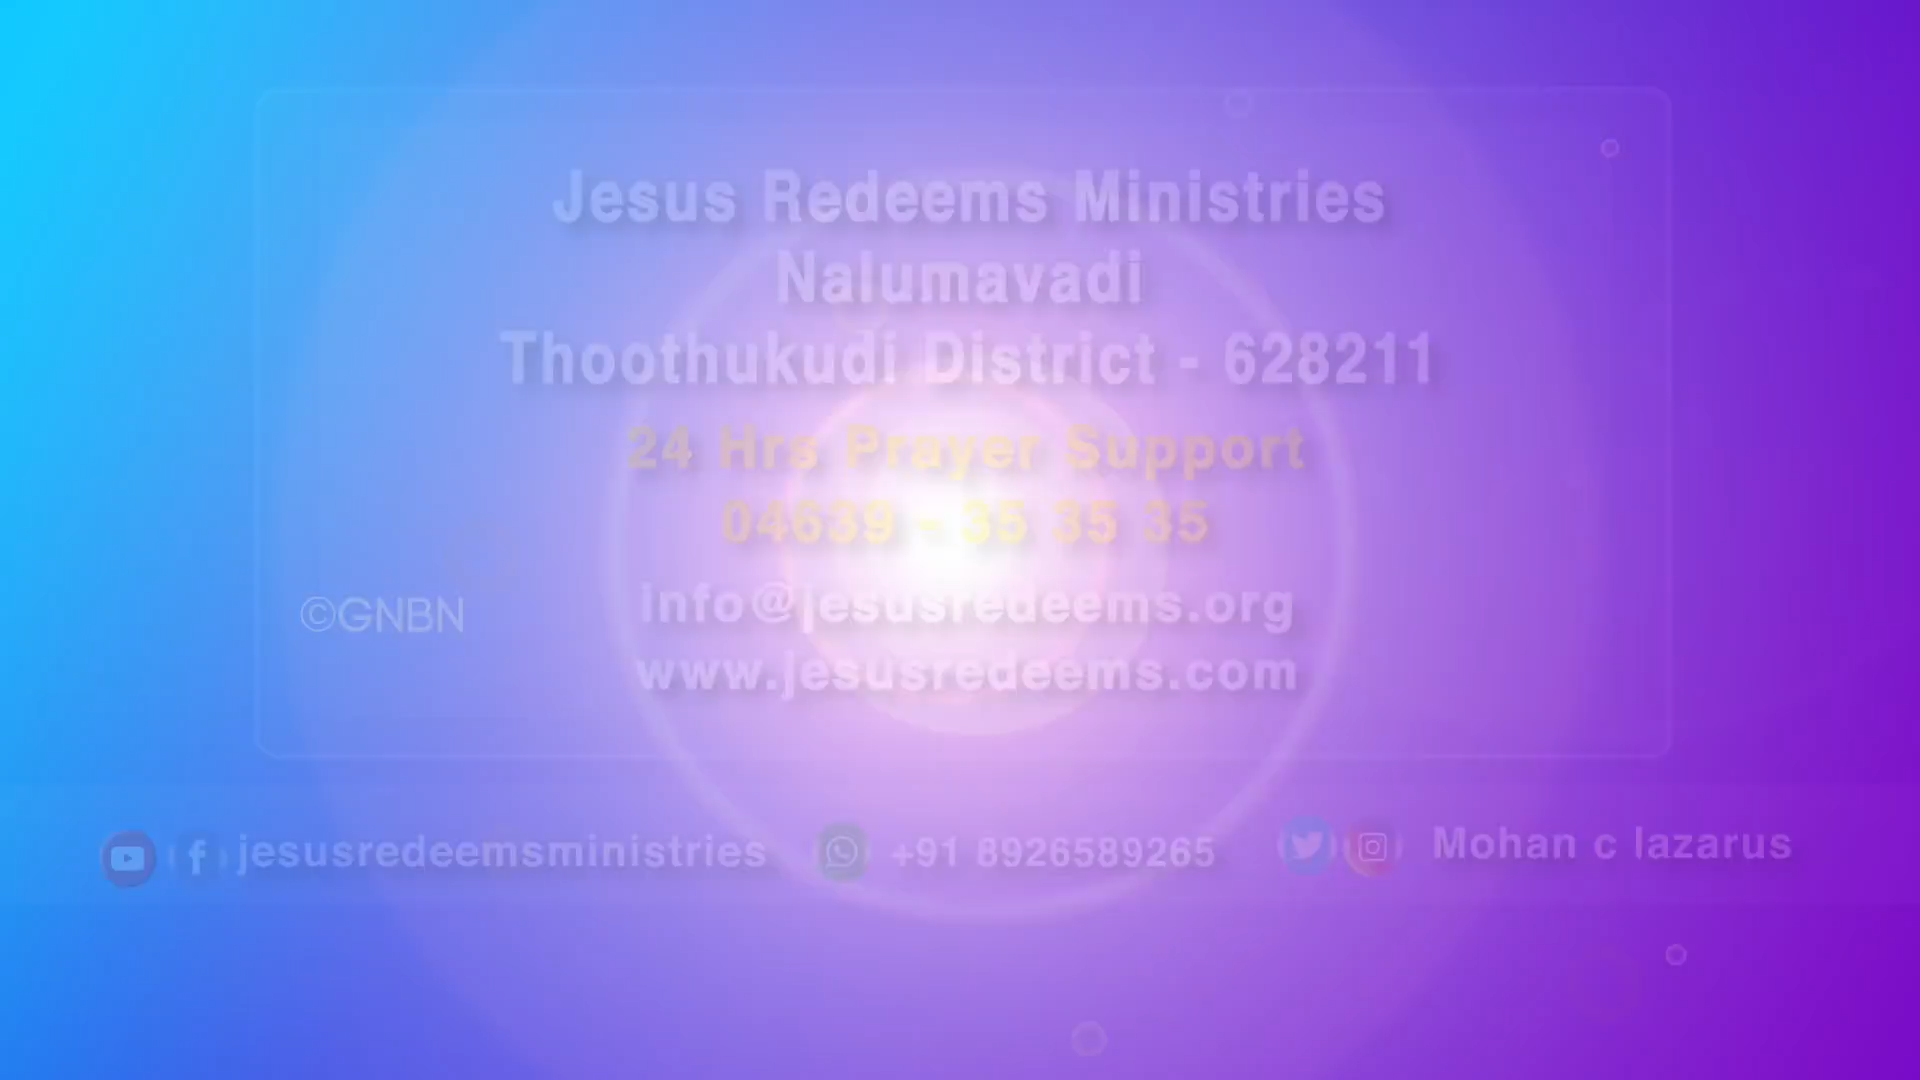 Jesus Redeems Ministries
Nalumavadi
Thoothukudi District - 628211
24 Hrs Prayer Support
04639 - 35 35 35
info@jesusredeems.org
©GNBN
www.jesusredeems.com
jesusredeemsministries
+91 8926589265
Mohan c lazarus